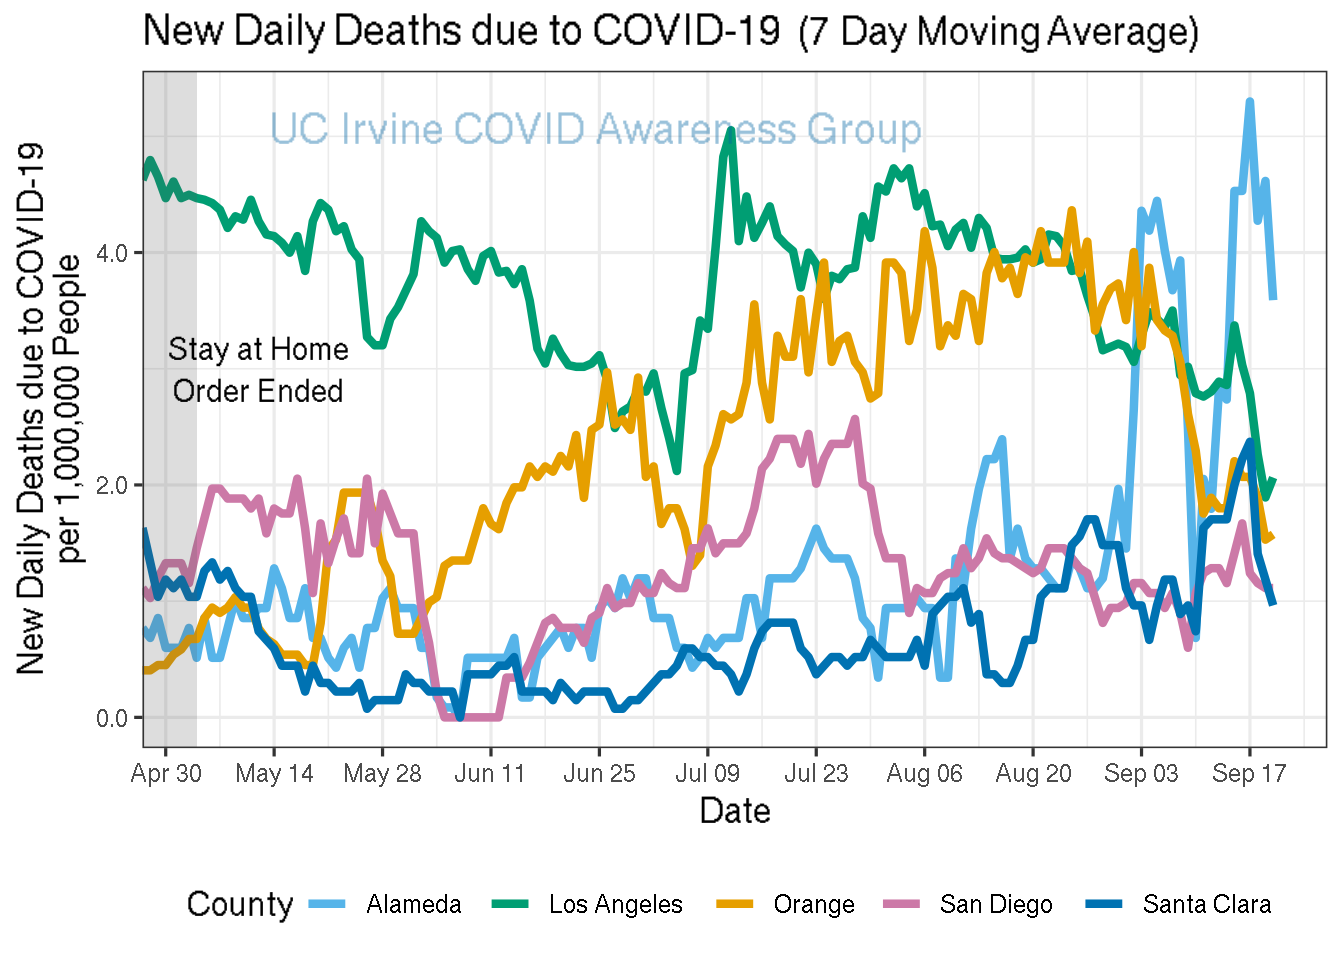 New Daily Deaths due to COVID-19 (7 Day Moving Average)
UC Irvine COVID Awareness Group
New Daily Deaths due to COVID-19
per 1,000,000 People
4.0
2.0
0.0
Stay at Home
Order Ended
Apr 30 May 14 May 28 Jun 11 Jun 25 Jul 09 Jul 23 Aug 06 Aug 20 Sep 03 Sep 17
Date
County Alameda Los Angeles Orange San Diego Santa Clara